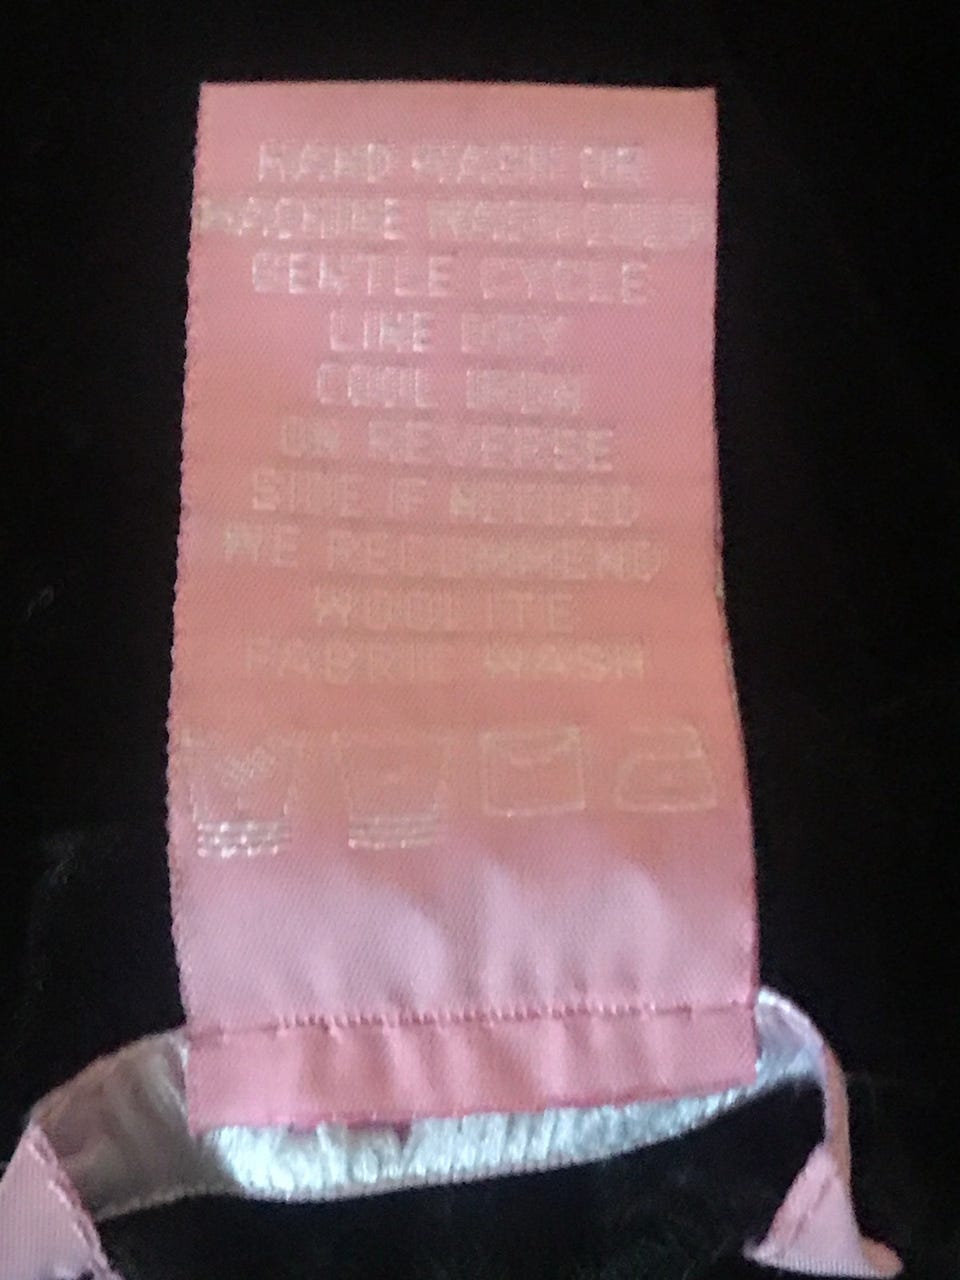 HAND WASH OR
MACHINE WASH COLD
GENTLE CYCLE
LINE DRY
COOL IRON
ON REVERSE
SIDE IF NEEDED
WE RECOMMEND
WOOLITE
FABRIC WASH